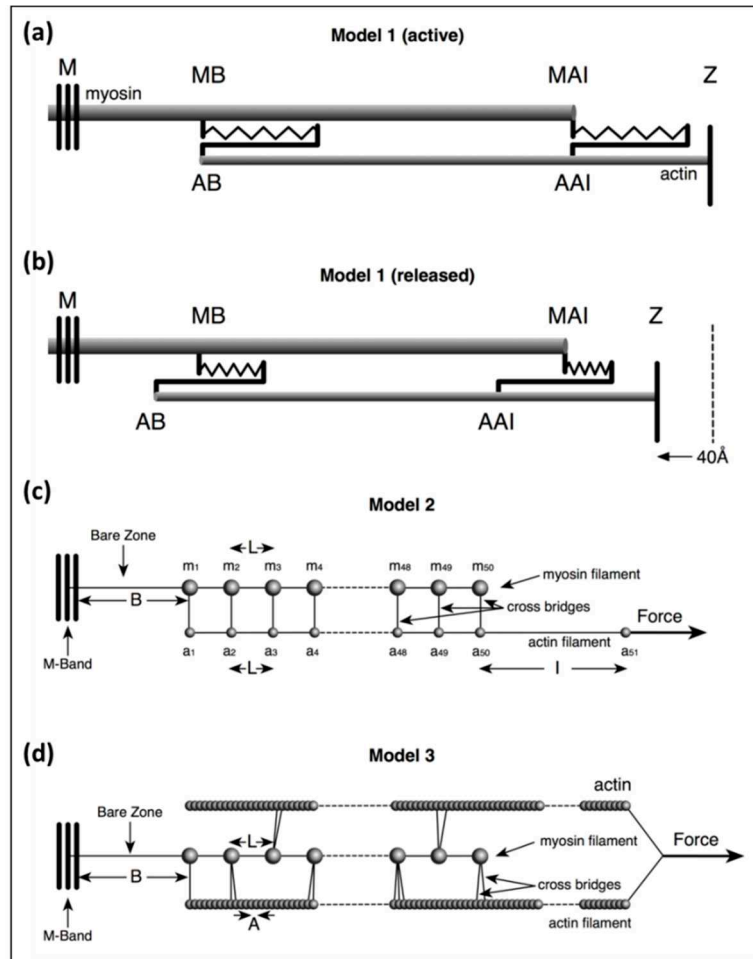 (a)
Model 1 (active)
M MB MAI Z
myosin
AB AAI actin
(b)
Model 1 (released)
M MB MAI Z
AB AAI
40Å
(c)
Model 2
Bare Zone
m1 m2 L m3 m4 m48 m49 m50
myosin filament
B
cross bridges
Force
actin filament
a1 a2 a3 a4 a48 a49 a50 a51
L I
M-Band
(d)
Model 3
actin
Bare Zone
L
myosin filament
Force
B
cross bridges
A
actin filament
M-Band